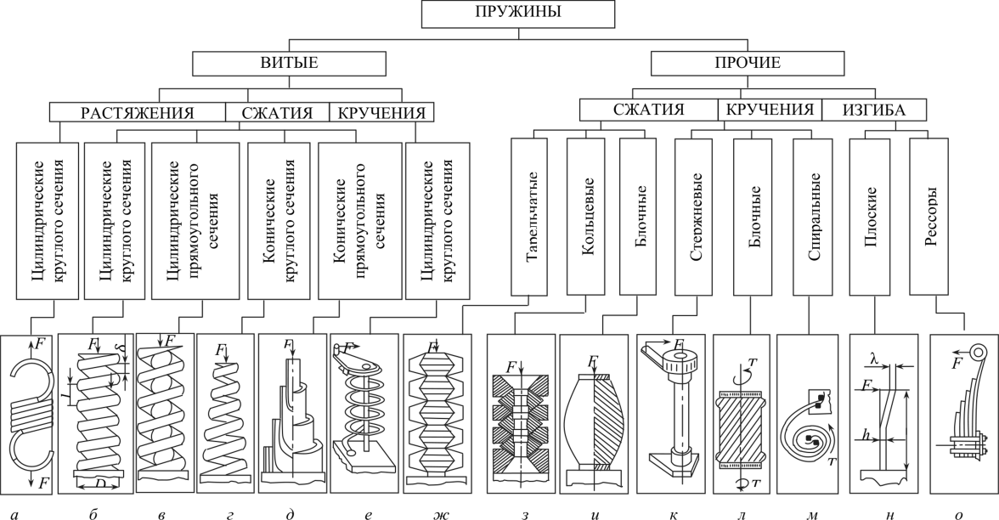 ПРУЖИНЫ
ВИТЫЕ
ПРОЧИЕ
РАСТЯЖЕНИЯ
СЖАТИЯ
КРУЧЕНИЯ
СЖАТИЯ
КРУЧЕНИЯ
ИЗГИБА
Цилиндрические
круглого сечения
Цилиндрические
круглого сечения
Цилиндрические
прямоугольного
сечения
Конические
круглого сечения
Конические
прямоугольного
сечения
Цилиндрические
круглого сечения
Тарельчатые
Кольцевые
Блочные
Стержневые
Блочные
Спиральные
Плоские
Рессоры
F
F
F
δ
l
D
F
F
F
F
F
F
F
F
T
T
T
λ
F
h
F
а
б
в
г
д
е
ж
з
и
к
л
м
н
о